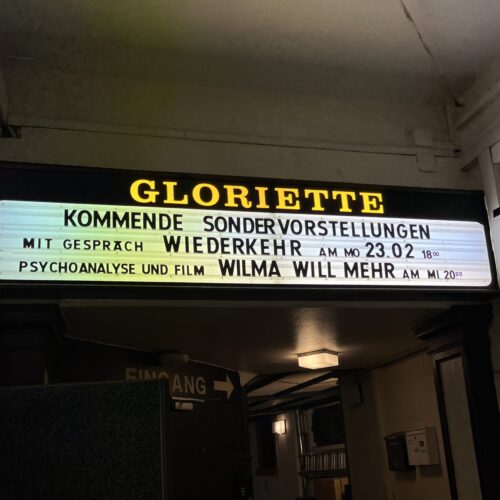 GLORIETTE
KOMMENDE SONDERVORSTELLUNGEN
MIT GESPRÄCH WIEDERKEHR AM MO 23.02 18⁰⁰
PSYCHOANALYSE UND FILM WILMA WILL MEHR AM MI 20⁰⁰
EINGANG →